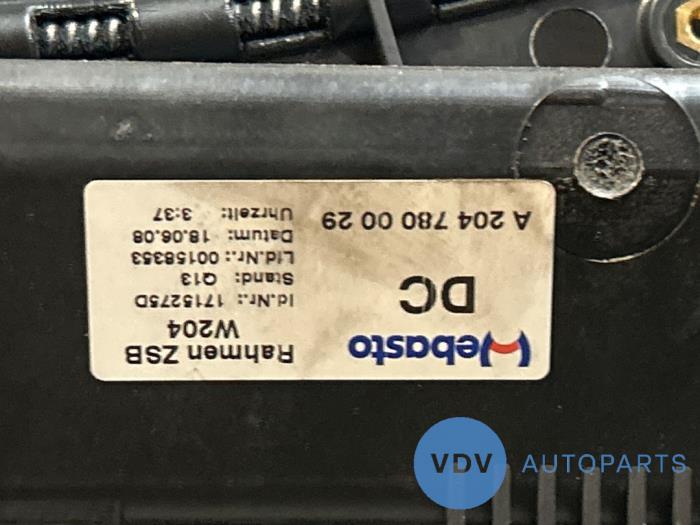 Webasto
DC
A 204 780 00 29
Rahmen ZSB
W204
Id.Nr.: 1715275D
Stand: Q13
Lfd.Nr.: 00158353
Datum: 18.06.08
Uhrzeit: 3:37
VDV AUTOPARTS